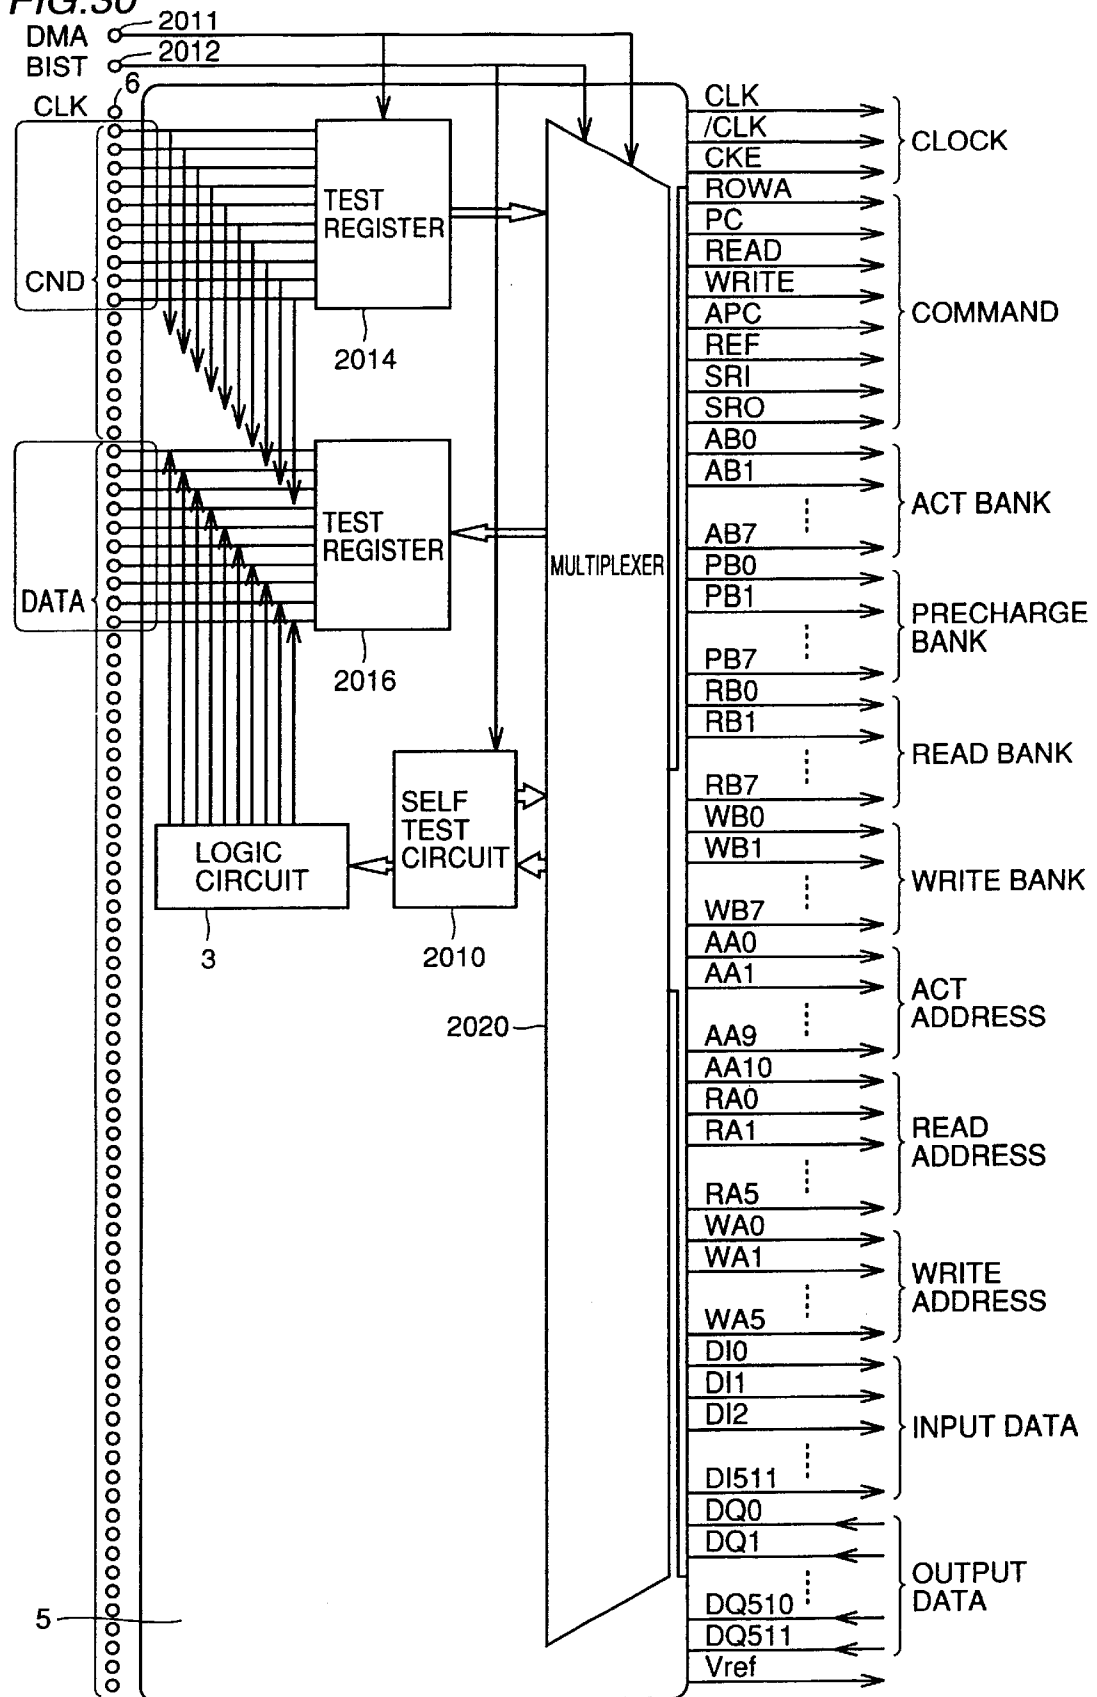 FIG.30
DMA
2011
BIST
2012
CLK
6
CND
DATA
TEST
REGISTER
2014
TEST
REGISTER
2016
LOGIC
CIRCUIT
3
SELF
TEST
CIRCUIT
2010
MULTIPLEXER
2020
5
CLK
/CLK
CKE
CLOCK
ROWA
PC
READ
WRITE
APC
REF
SRI
SRO
COMMAND
AB0
AB1
AB7
ACT BANK
PB0
PB1
PB7
PRECHARGE
BANK
RB0
RB1
RB7
READ BANK
WB0
WB1
WB7
WRITE BANK
AA0
AA1
AA9
ACT
ADDRESS
AA10
RA0
RA1
RA5
READ
ADDRESS
WA0
WA1
WA5
WRITE
ADDRESS
DI0
DI1
DI2
DI511
INPUT DATA
DQ0
DQ1
DQ510
DQ511
OUTPUT
DATA
Vref